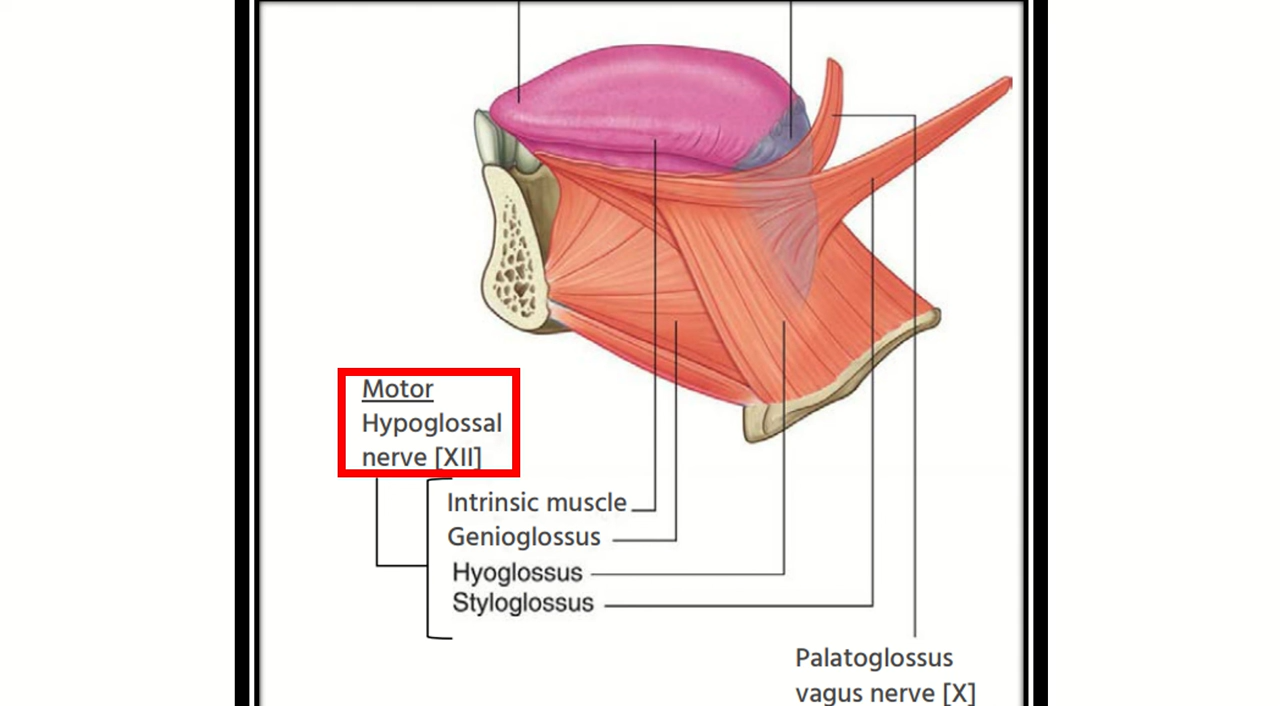 Motor
Hypoglossal
nerve [XII]
Intrinsic muscle
Genioglossus
Hyoglossus
Styloglossus
Palatoglossus
vagus nerve [X]